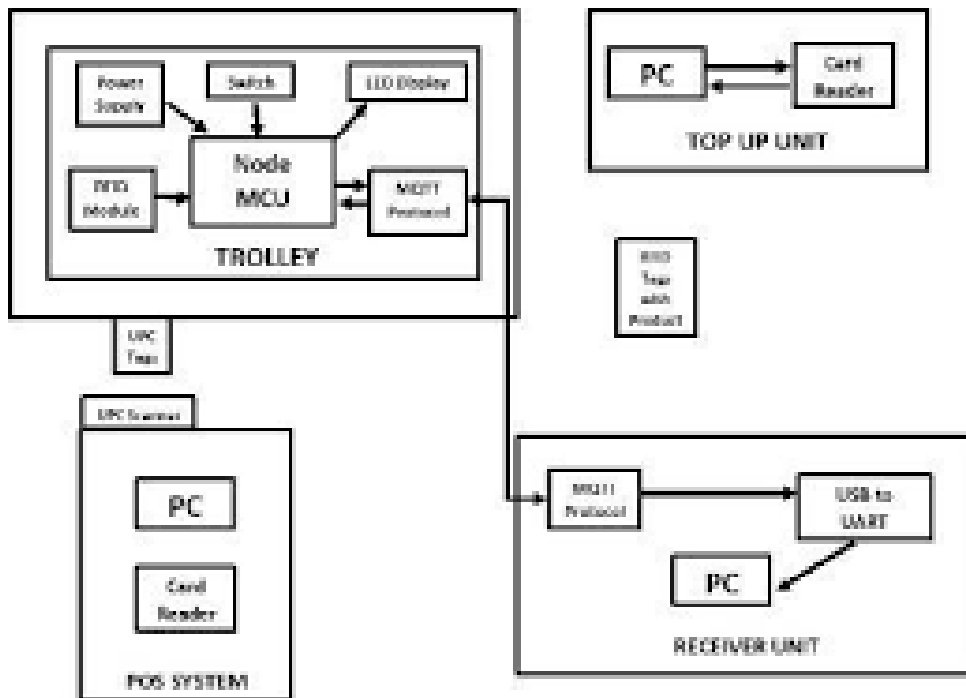 Power
Supply
Switch
LED Display
Node
MCU
RFID
Module
MQTT
Protocol
TROLLEY
PC
Card
Reader
TOP UP UNIT
RFID
Tags
with
Product
UPC
Tags
UPC Scanner
PC
Card
Reader
POS SYSTEM
MQTT
Protocol
USB to
UART
PC
RECEIVER UNIT